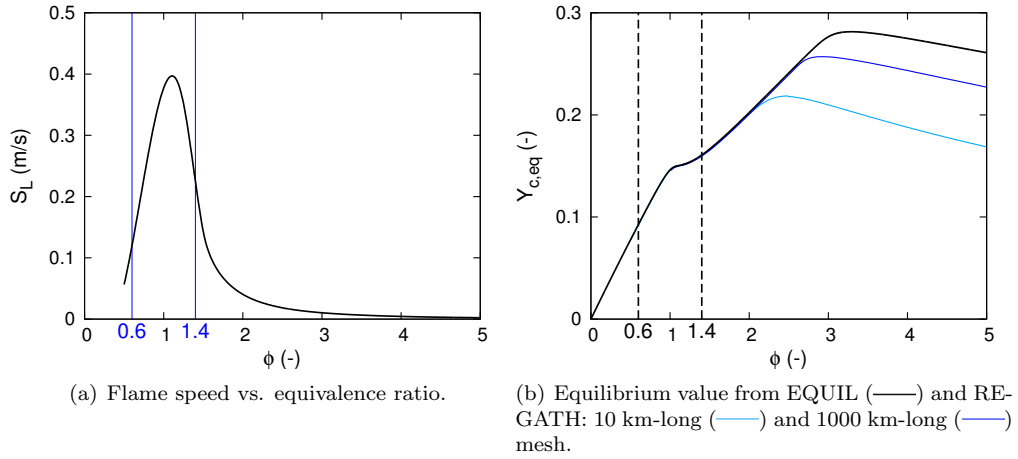 0.5
0.4
0.3
0.2
0.1
0
S_L (m/s)
0 0.6 1 1.4 2 3 4 5
ϕ (-)
(a) Flame speed vs. equivalence ratio.
0.3
0.2
0.1
0
Y_c,eq (-)
0 0.6 1 1.4 2 3 4 5
ϕ (-)
(b) Equilibrium value from EQUIL (——) and RE-
GATH: 10 km-long (——) and 1000 km-long (——)
mesh.